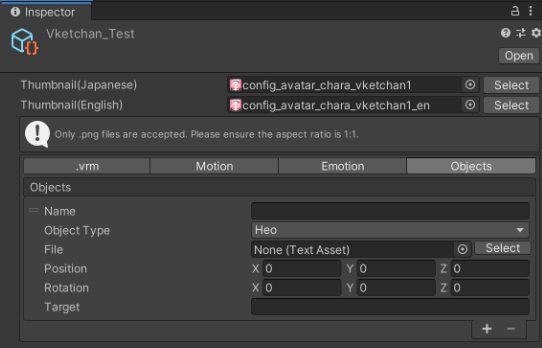 Inspector
Vketchan_Test
Open
Thumbnail(Japanese) config_avatar_chara_vketchan1 Select
Thumbnail(English) config_avatar_chara_vketchan1_en Select
Only .png files are accepted. Please ensure the aspect ratio is 1:1.
.vrm Motion Emotion Objects
Objects
Name
Object Type Heo
File None (Text Asset) Select
Position X 0 Y 0 Z 0
Rotation X 0 Y 0 Z 0
Target